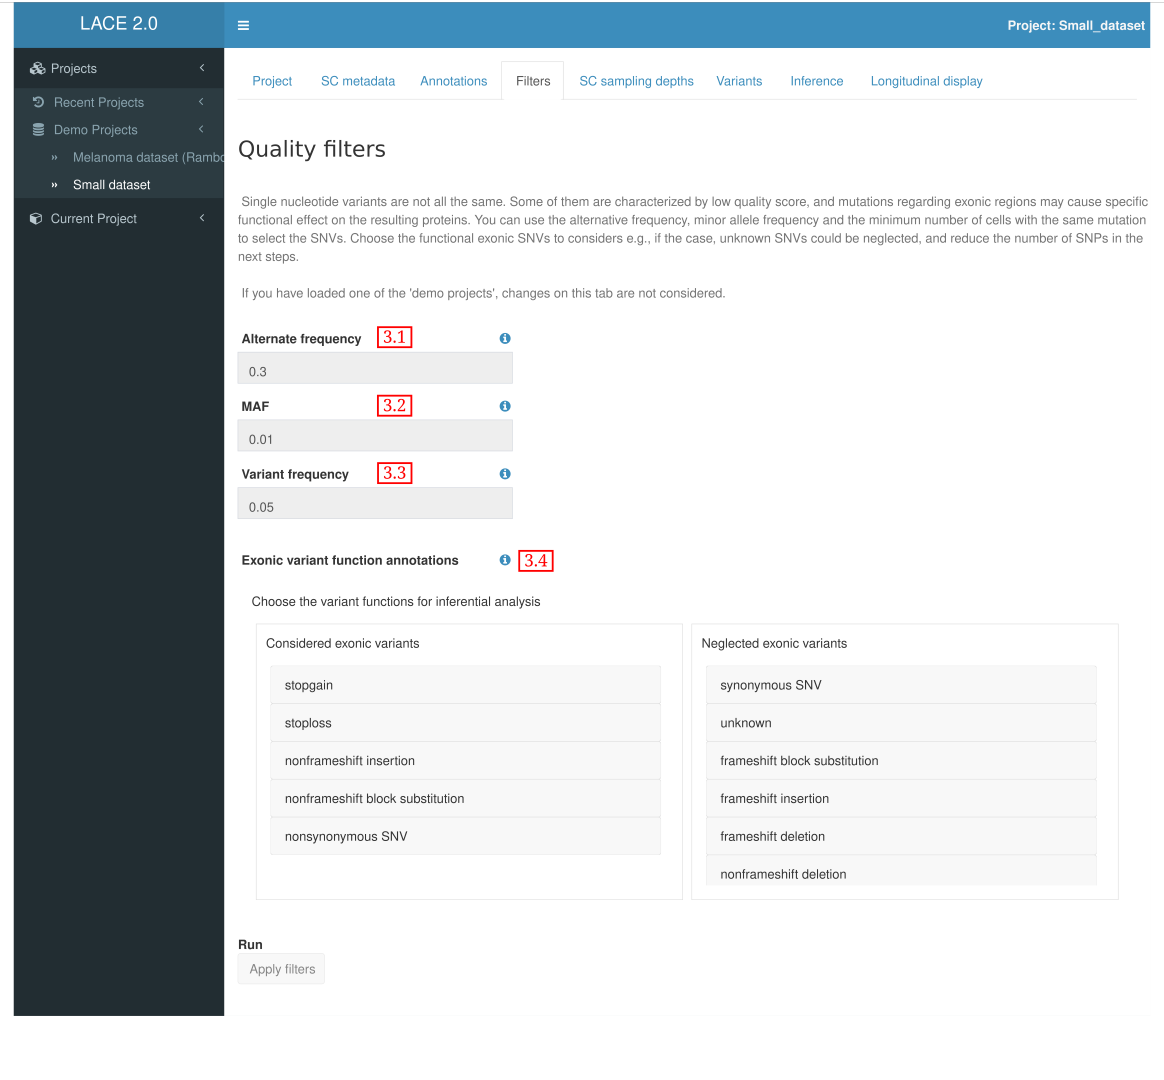 LACE 2.0
Project: Small_dataset
Projects
Recent Projects
Demo Projects
Melanoma dataset (Rambo
Small dataset
Current Project
Project SC metadata Annotations Filters SC sampling depths Variants Inference Longitudinal display
Quality filters
Single nucleotide variants are not all the same. Some of them are characterized by low quality score, and mutations regarding exonic regions may cause specific
functional effect on the resulting proteins. You can use the alternative frequency, minor allele frequency and the minimum number of cells with the same mutation
to select the SNVs. Choose the functional exonic SNVs to considers e.g., if the case, unknown SNVs could be neglected, and reduce the number of SNPs in the
next steps.
If you have loaded one of the 'demo projects', changes on this tab are not considered.
Alternate frequency 3.1
0.3
MAF 3.2
0.01
Variant frequency 3.3
0.05
Exonic variant function annotations 3.4
Choose the variant functions for inferential analysis
Considered exonic variants
stopgain
stoploss
nonframeshift insertion
nonframeshift block substitution
nonsynonymous SNV
Neglected exonic variants
synonymous SNV
unknown
frameshift block substitution
frameshift insertion
frameshift deletion
nonframeshift deletion
Run
Apply filters